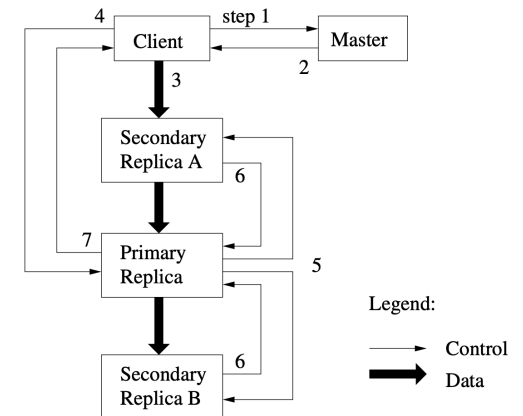 4
step 1
Client
Master
2
3
Secondary
Replica A
6
7
Primary
Replica
5
Legend:
6
Control
Secondary
Replica B
Data